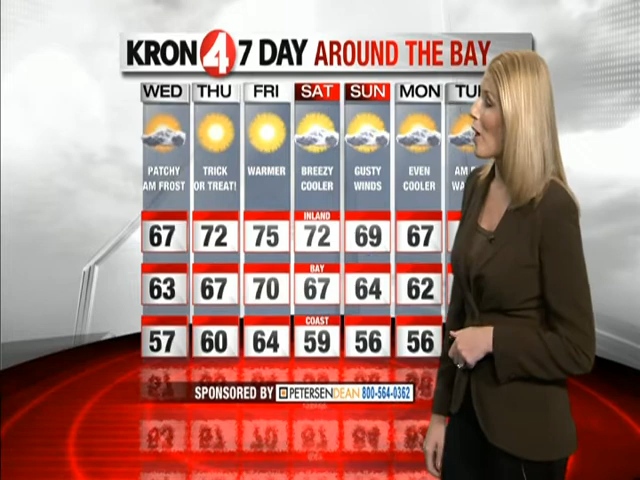 KRON 4 7 DAY AROUND THE BAY
WED THU FRI SAT SUN MON
PATCHY AM FROST
TRICK OR TREAT!
WARMER
BREEZY COOLER
GUSTY WINDS
EVEN COOLER
INLAND
67 72 75 72 69 67
BAY
63 67 70 67 64 62
COAST
57 60 64 59 56 56
SPONSORED BY PETERSENDEAN 800-564-0362